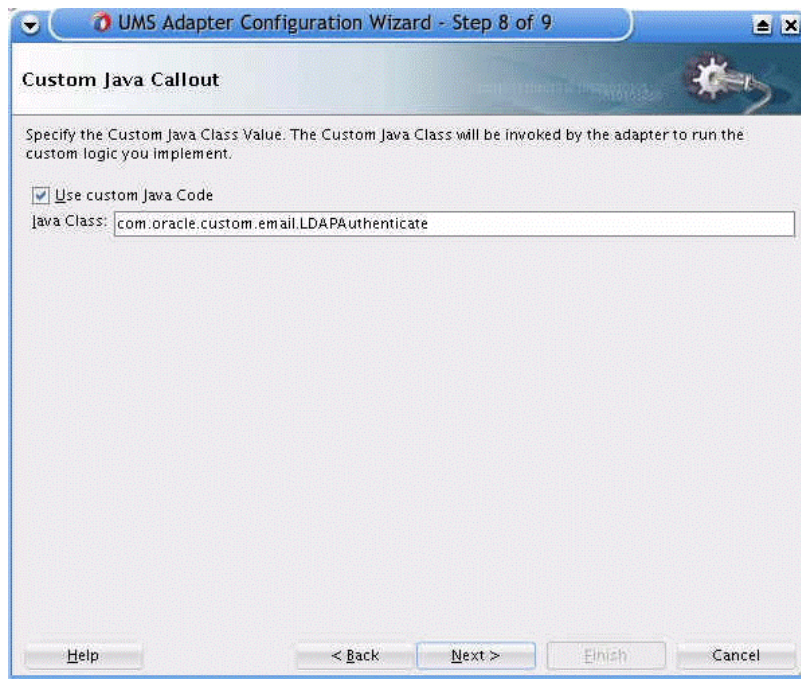 UMS Adapter Configuration Wizard - Step 8 of 9
Custom Java Callout
Specify the Custom Java Class Value. The Custom Java Class will be invoked by the adapter to run the
custom logic you implement.
Use custom Java Code
Java Class: com.oracle.custom.email.LDAPAuthenticate
Help < Back Next > Finish Cancel